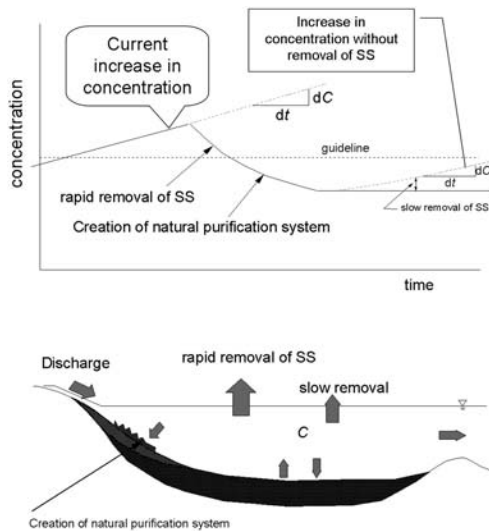 Current
increase in
concentration
Increase in
concentration without
removal of SS
dC
dt
guideline
dC
dt
rapid removal of SS
slow removal of SS
Creation of natural purification system
concentration
time
Discharge
rapid removal of SS
slow removal
C
Creation of natural purification system